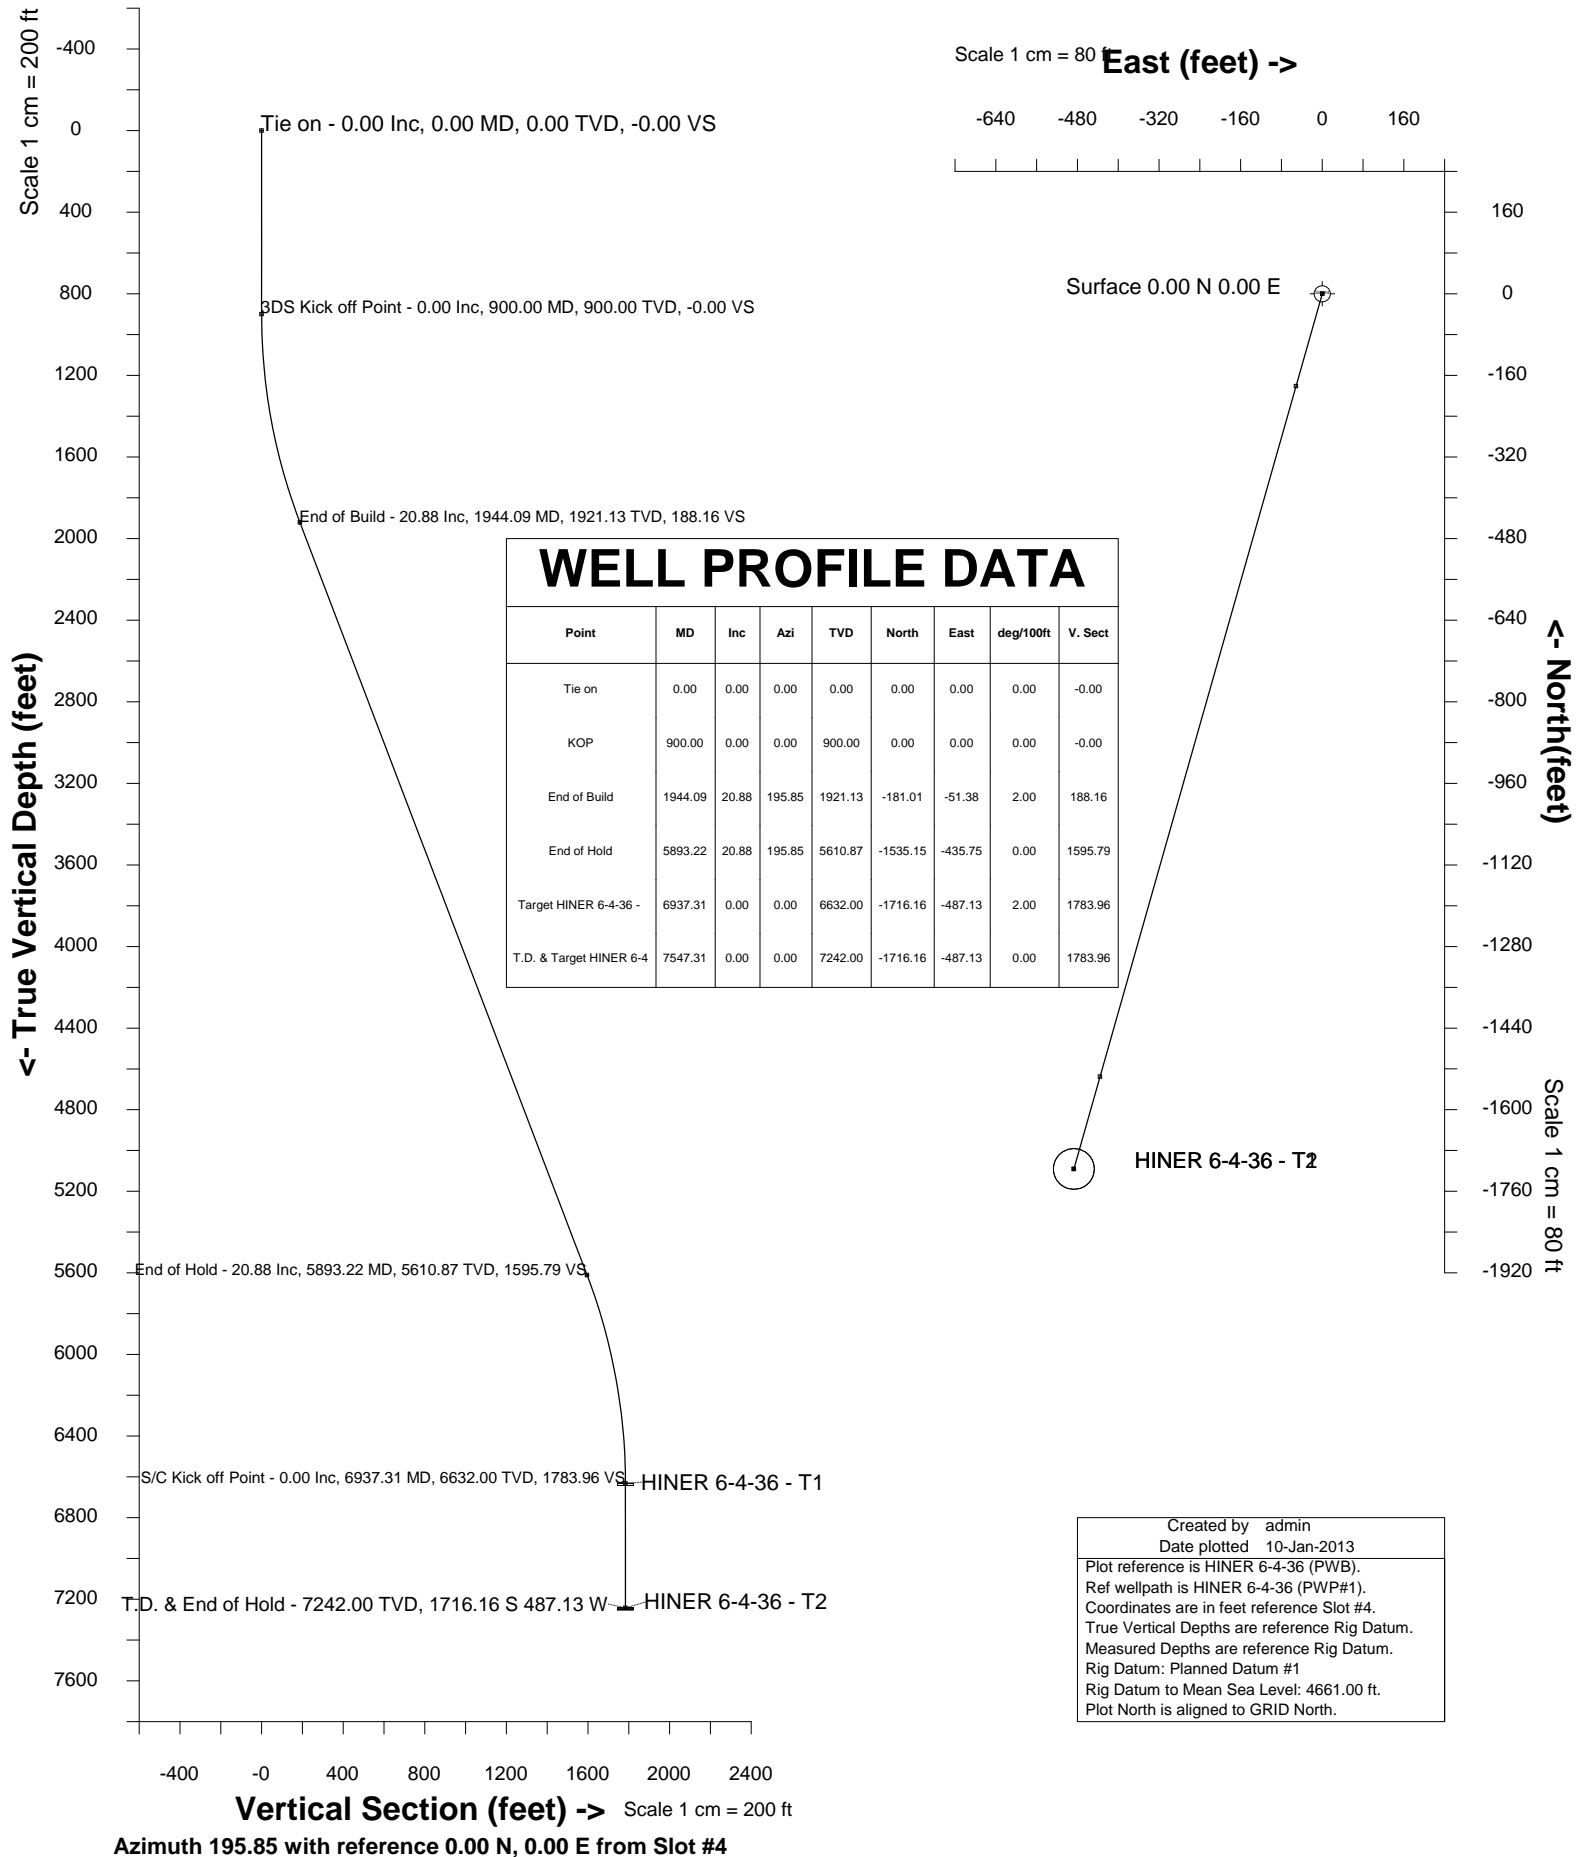 Scale 1 cm = 200 ft
-400
0
400
800
1200
1600
2000
2400
2800
3200
3600
4000
4400
4800
5200
5600
6000
6400
6800
7200
7600
<- True Vertical Depth (feet)
Tie on - 0.00 Inc, 0.00 MD, 0.00 TVD, -0.00 VS
3DS Kick off Point - 0.00 Inc, 900.00 MD, 900.00 TVD, -0.00 VS
End of Build - 20.88 Inc, 1944.09 MD, 1921.13 TVD, 188.16 VS
End of Hold - 20.88 Inc, 5893.22 MD, 5610.87 TVD, 1595.79 VS
S/C Kick off Point - 0.00 Inc, 6937.31 MD, 6632.00 TVD, 1783.96 VS
HINER 6-4-36 - T1
T.D. & End of Hold - 7242.00 TVD, 1716.16 S 487.13 W
HINER 6-4-36 - T2
-400 -0 400 800 1200 1600 2000 2400
Vertical Section (feet) -> Scale 1 cm = 200 ft
Azimuth 195.85 with reference 0.00 N, 0.00 E from Slot #4
WELL PROFILE DATA
Point MD Inc Azi TVD North East deg/100ft V. Sect
Tie on 0.00 0.00 0.00 0.00 0.00 0.00 0.00 -0.00
KOP 900.00 0.00 0.00 900.00 0.00 0.00 0.00 -0.00
End of Build 1944.09 20.88 195.85 1921.13 -181.01 -51.38 2.00 188.16
End of Hold 5893.22 20.88 195.85 5610.87 -1535.15 -435.75 0.00 1595.79
Target HINER 6-4-36 - 6937.31 0.00 0.00 6632.00 -1716.16 -487.13 2.00 1783.96
T.D. & Target HINER 6-4 7547.31 0.00 0.00 7242.00 -1716.16 -487.13 0.00 1783.96
Scale 1 cm = 80 ft
East (feet) ->
-640 -480 -320 -160 0 160
Surface 0.00 N 0.00 E
160
0
-160
-320
-480
-640
-800
-960
-1120
-1280
-1440
-1600
-1760
-1920
<- North(feet)
Scale 1 cm = 80 ft
HINER 6-4-36 -
Created by admin
Date plotted 10-Jan-2013
Plot reference is HINER 6-4-36 (PWB).
Ref wellpath is HINER 6-4-36 (PWP#1).
Coordinates are in feet reference Slot #4.
True Vertical Depths are reference Rig Datum.
Measured Depths are reference Rig Datum.
Rig Datum: Planned Datum #1
Rig Datum to Mean Sea Level: 4661.00 ft.
Plot North is aligned to GRID North.